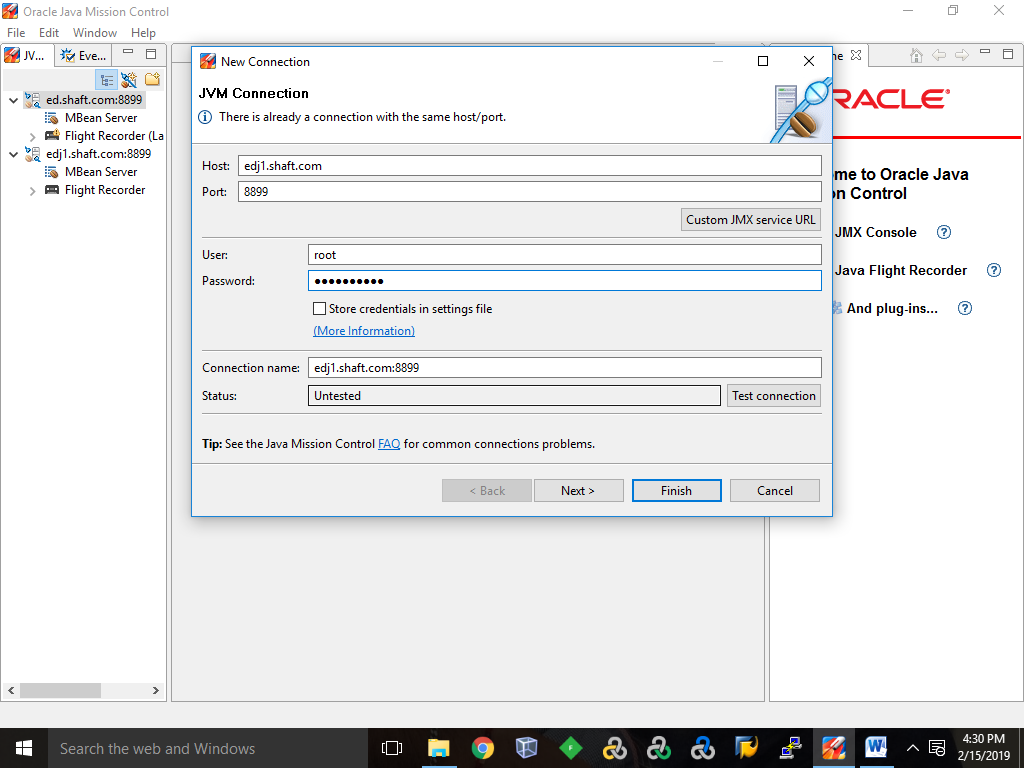 Oracle Java Mission Control
File Edit Window Help
JV... Eve...
ed.shaft.com:8899
MBean Server
Flight Recorder (La
edj1.shaft.com:8899
MBean Server
Flight Recorder
New Connection
JVM Connection
There is already a connection with the same host/port.
Host: edj1.shaft.com
Port: 8899
Custom JMX service URL
User: root
Password: ●●●●●●●●●●
Store credentials in settings file
(More Information)
Connection name: edj1.shaft.com:8899
Status: Untested Test connection
Tip: See the Java Mission Control FAQ for common connections problems.
< Back Next > Finish Cancel
ne
RACLE®
me to Oracle Java
n Control
JMX Console ?
Java Flight Recorder ?
And plug-ins... ?
Search the web and Windows
4:30 PM
2/15/2019